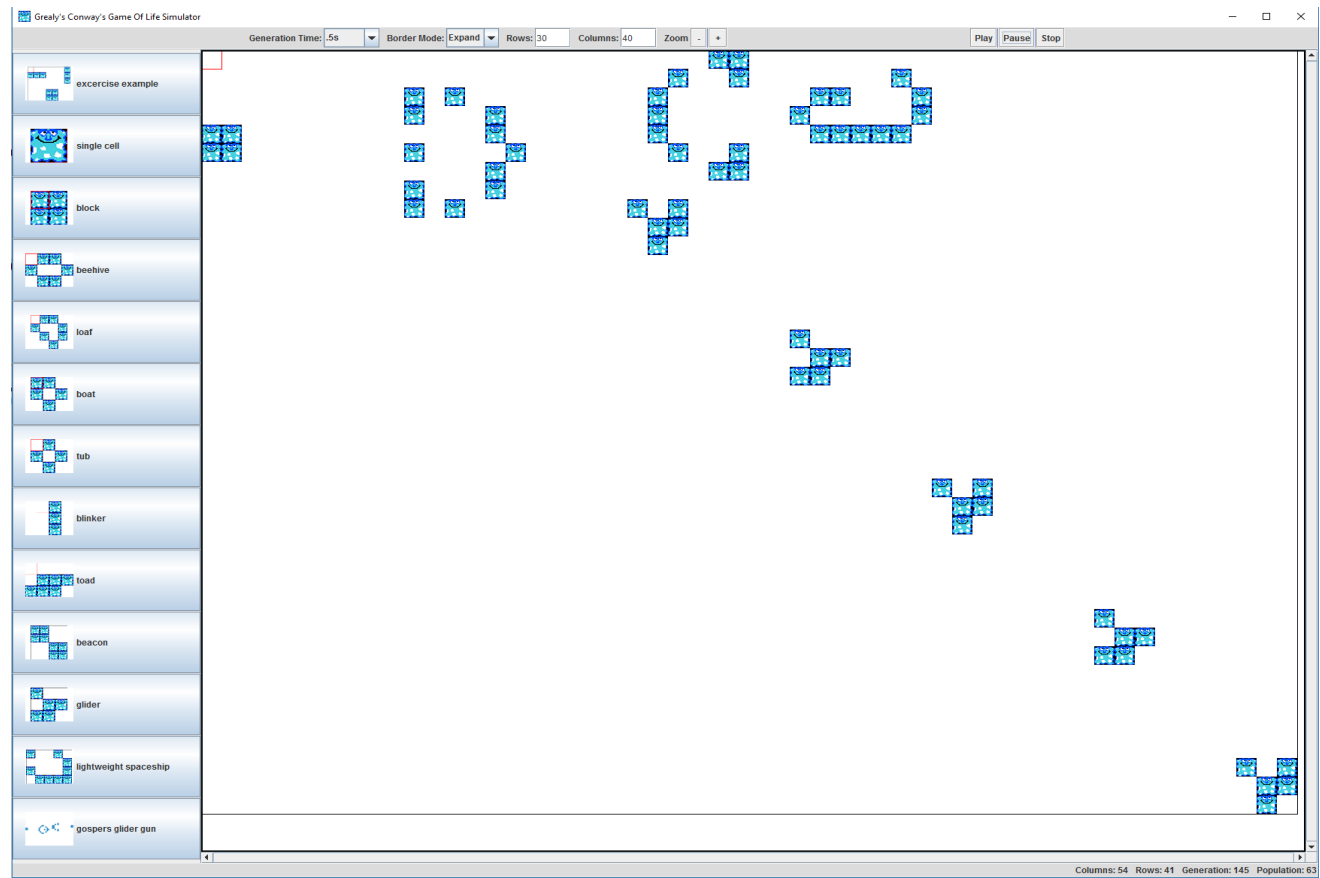 Grealy's Conway's Game Of Life Simulator
Generation Time: .5s Border Mode: Expand Rows: 30 Columns: 40 Zoom - + Play Pause Stop
excercise example
single cell
block
beehive
loaf
boat
tub
blinker
toad
beacon
glider
lightweight spaceship
gospers glider gun
Columns: 54 Rows: 41 Generation: 145 Population: 63